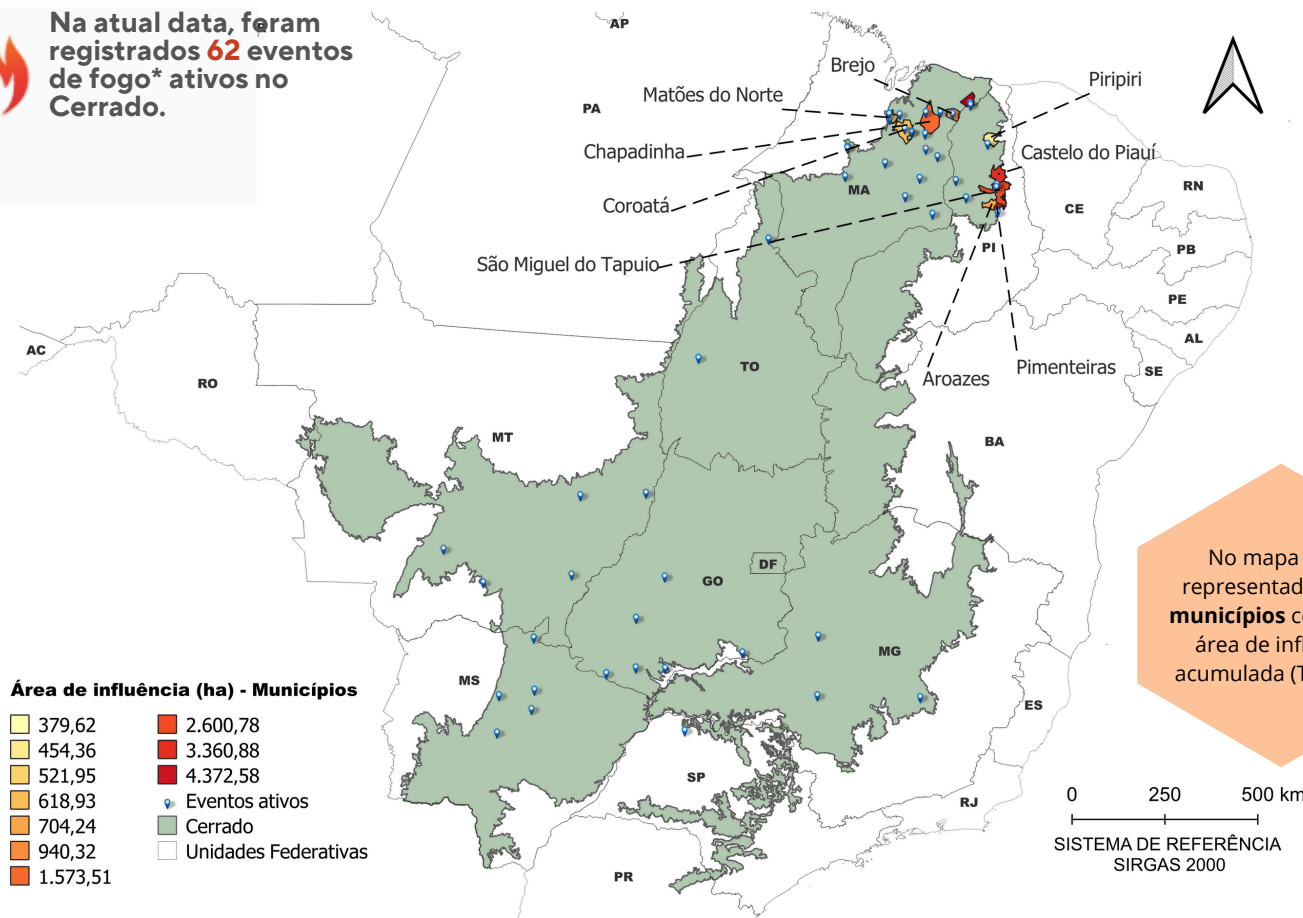 Na atual data, foram
registrados 62 eventos
de fogo* ativos no
Cerrado.
AP
Brejo
Piripiri
Matões do Norte
PA
Chapadinha
Castelo do Piauí
MA
RN
Coroatá
CE
PI
PB
São Miguel do Tapuio
PE
AL
AC
TO
Pimenteiras
SE
RO
Aroazes
MT
BA
DF
GO
MG
MS
ES
SP
RJ
PR
No mapa
representad
municípios c
área de infl
acumulada (T
Área de influência (ha) - Municípios
379,62
454,36
521,95
618,93
704,24
940,32
1.573,51
2.600,78
3.360,88
4.372,58
Eventos ativos
Cerrado
Unidades Federativas
0 250 500 km
SISTEMA DE REFERÊNCIA
SIRGAS 2000